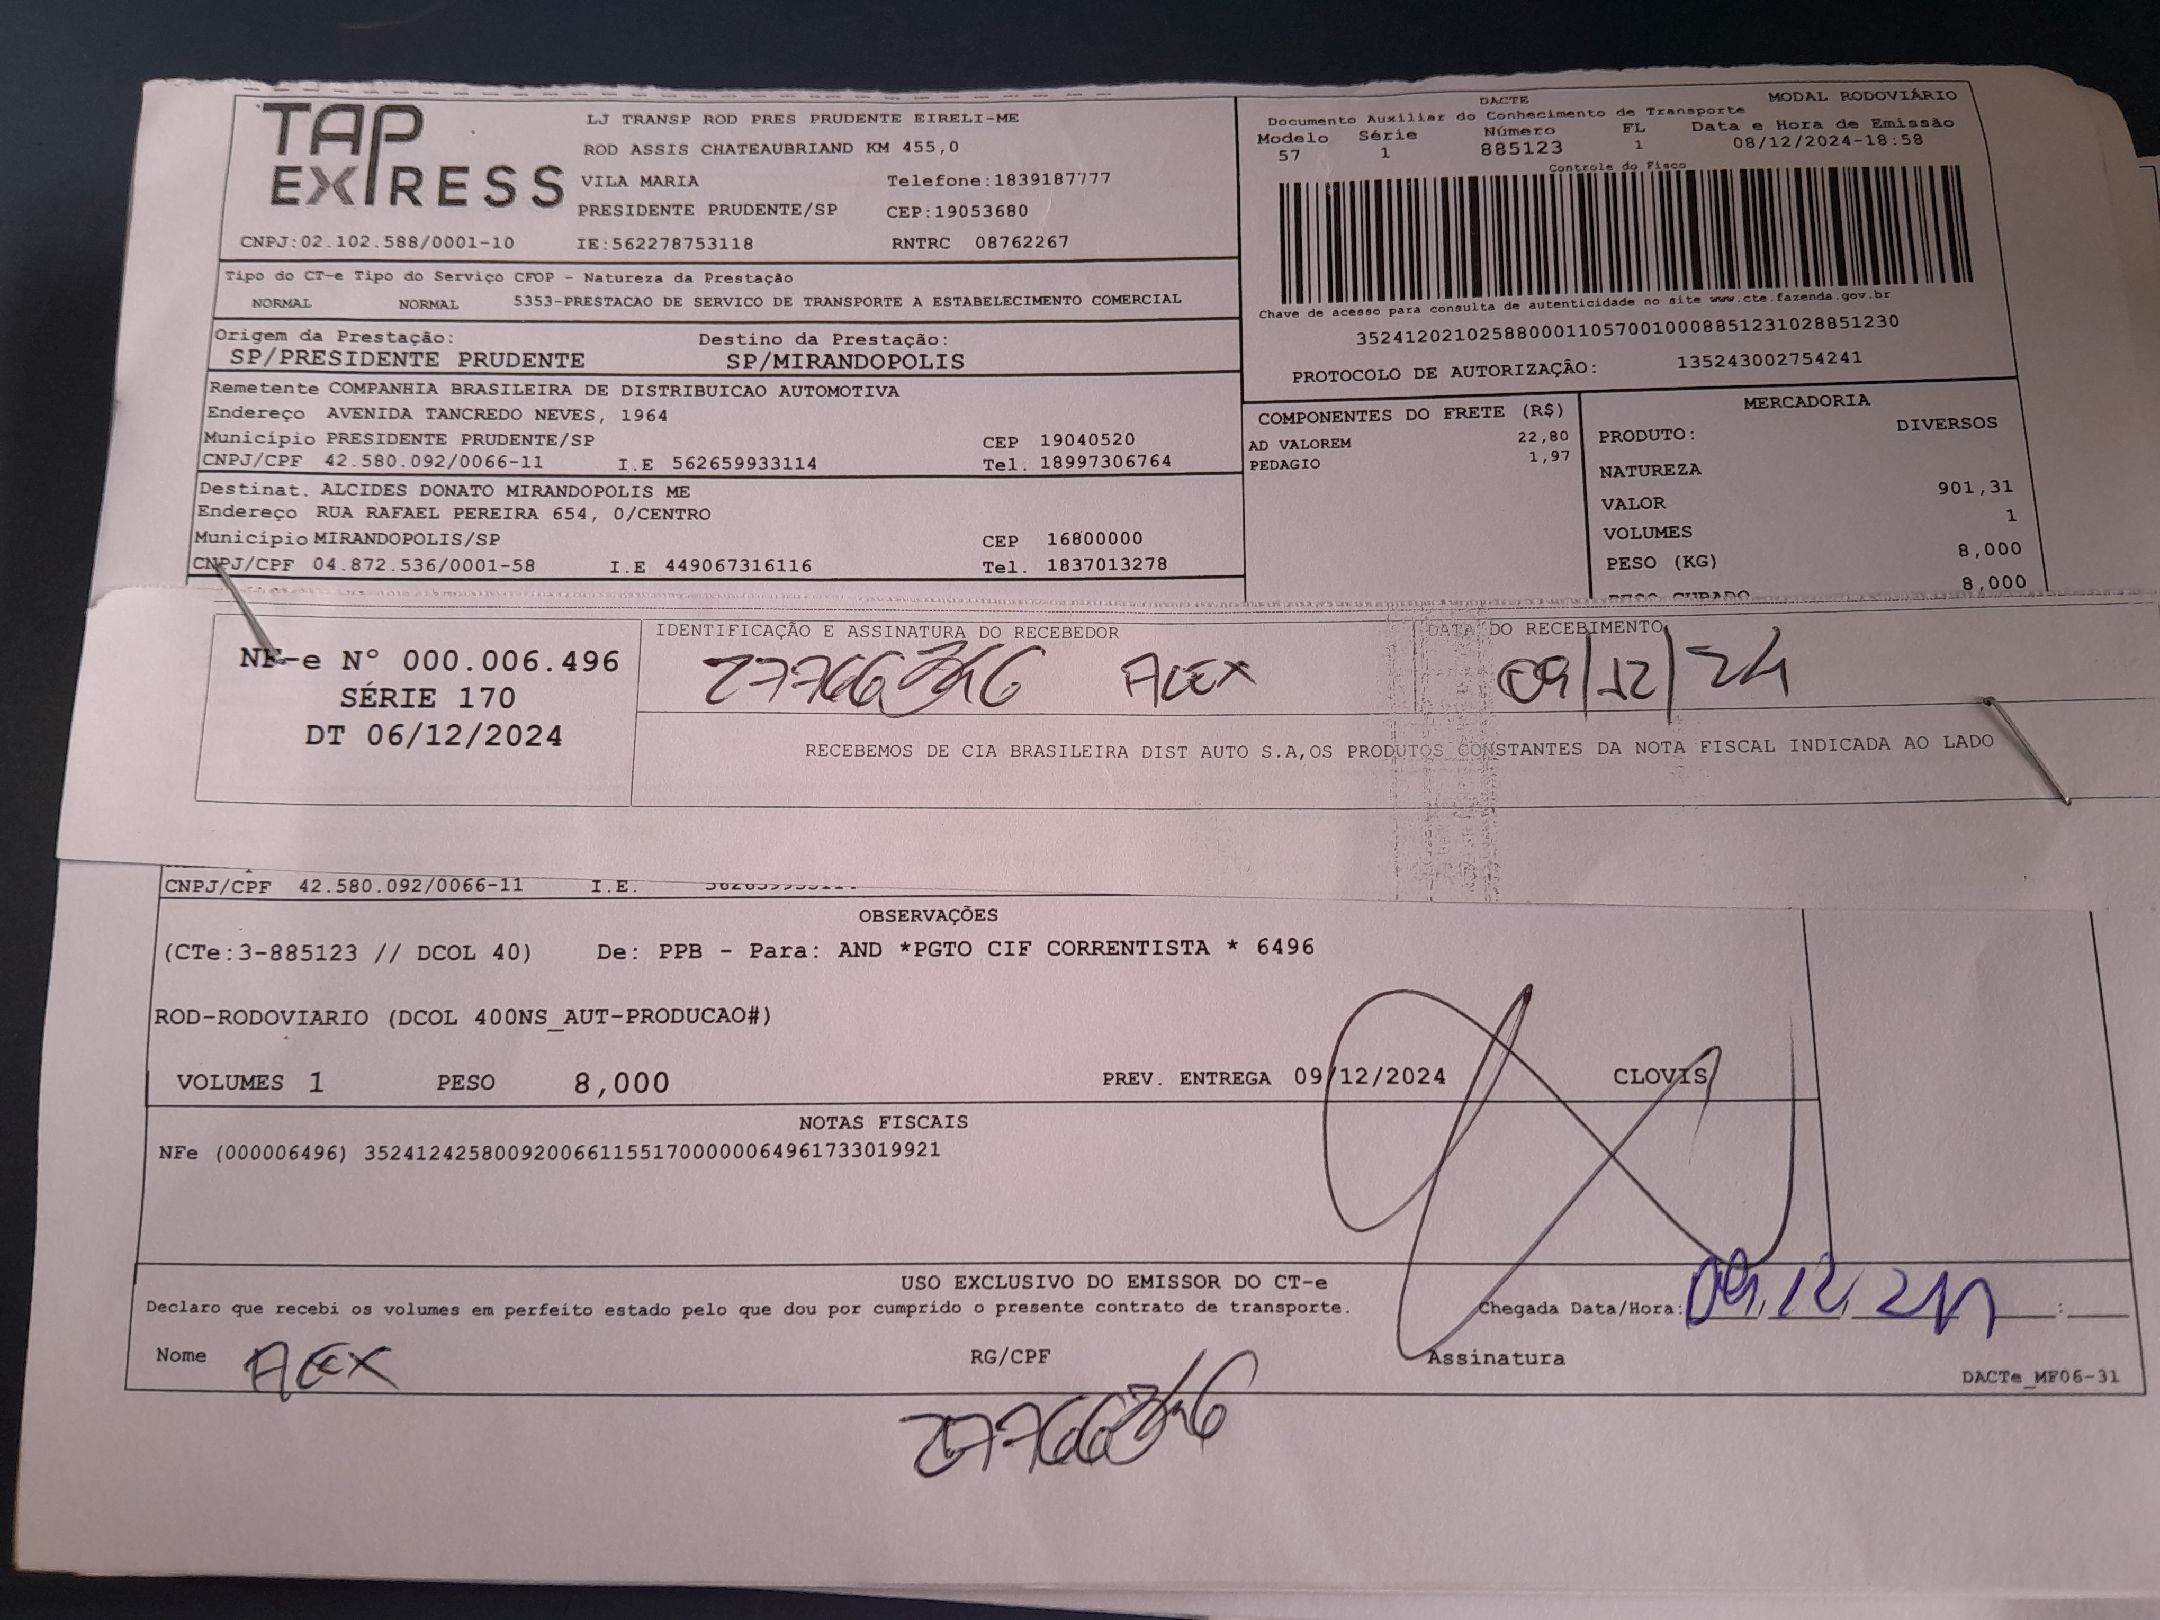 TAP EXPRESS
LJ TRANSP ROD PRES PRUDENTE EIRELI-ME
ROD ASSIS CHATEAUBRIAND KM 455,0
VILA MARIA Telefone:1839187777
PRESIDENTE PRUDENTE/SP CEP:19053680
CNPJ:02.102.588/0001-10 IE:562278753118 RNTRC 08762267
DACTE MODAL RODOVIÁRIO
Documento Auxiliar do Conhecimento de Transporte
Modelo Série Número FL Data e Hora de Emissão
57 1 885123 1 08/12/2024-18:58
Controle do Fisco
Chave de acesso para consulta de autenticidade no site www.cte.fazenda.gov.br
35241202102588000110570010008851231028851230
PROTOCOLO DE AUTORIZAÇÃO: 135243002754241
Tipo do CT-e Tipo do Serviço CFOP - Natureza da Prestação
NORMAL NORMAL 5353-PRESTACAO DE SERVICO DE TRANSPORTE A ESTABELECIMENTO COMERCIAL
Origem da Prestação: Destino da Prestação:
SP/PRESIDENTE PRUDENTE SP/MIRANDOPOLIS
Remetente COMPANHIA BRASILEIRA DE DISTRIBUICAO AUTOMOTIVA
Endereço AVENIDA TANCREDO NEVES, 1964
Município PRESIDENTE PRUDENTE/SP CEP 19040520
CNPJ/CPF 42.580.092/0066-11 I.E 562659933114 Tel. 18997306764
Destinat. ALCIDES DONATO MIRANDOPOLIS ME
Endereço RUA RAFAEL PEREIRA 654, 0/CENTRO
Município MIRANDOPOLIS/SP CEP 16800000
CNPJ/CPF 04.872.536/0001-58 I.E 449067316116 Tel. 1837013278
COMPONENTES DO FRETE (R$)
AD VALOREM 22,80
PEDAGIO 1,97
MERCADORIA
PRODUTO: DIVERSOS
NATUREZA
VALOR 901,31
VOLUMES 1
PESO (KG) 8,000
PESO CUBADO 8,000
NF-e Nº 000.006.496
SÉRIE 170
DT 06/12/2024
IDENTIFICAÇÃO E ASSINATURA DO RECEBEDOR DATA DO RECEBIMENTO
27766346 ALEX 09/12/24
RECEBEMOS DE CIA BRASILEIRA DIST AUTO S.A,OS PRODUTOS CONSTANTES DA NOTA FISCAL INDICADA AO LADO
CNPJ/CPF 42.580.092/0066-11 I.E.
OBSERVAÇÕES
(CTe:3-885123 // DCOL 40) De: PPB - Para: AND *PGTO CIF CORRENTISTA * 6496
ROD-RODOVIARIO (DCOL 400NS_AUT-PRODUCAO#)
VOLUMES 1 PESO 8,000 PREV. ENTREGA 09/12/2024 CLOVIS
NOTAS FISCAIS
NFe (000006496) 35241242580092006611551700000064961733019921
USO EXCLUSIVO DO EMISSOR DO CT-e
Declaro que recebi os volumes em perfeito estado pelo que dou por cumprido o presente contrato de transporte. Chegada Data/Hora: 09,12,24 :
Nome ALEX RG/CPF Assinatura
DACTe_MF06-31
27766346